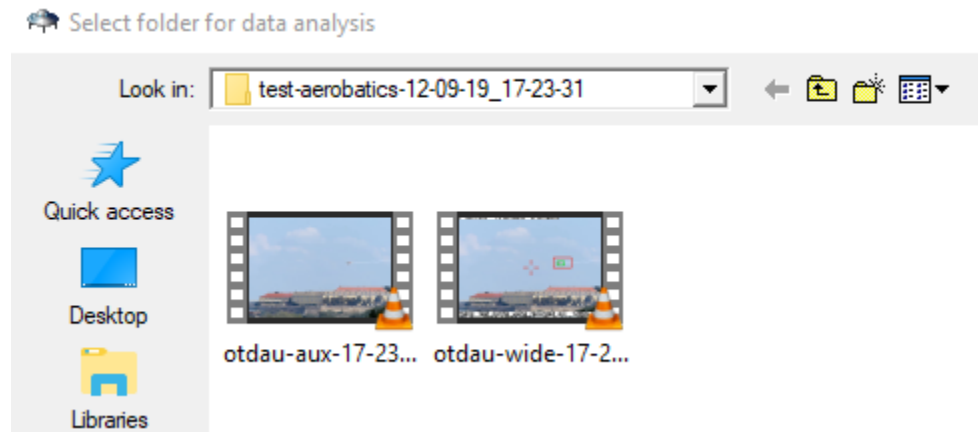 Select folder for data analysis
Look in: test-aerobatics-12-09-19_17-23-31
Quick access
Desktop
Libraries
otdau-aux-17-23... otdau-wide-17-2...